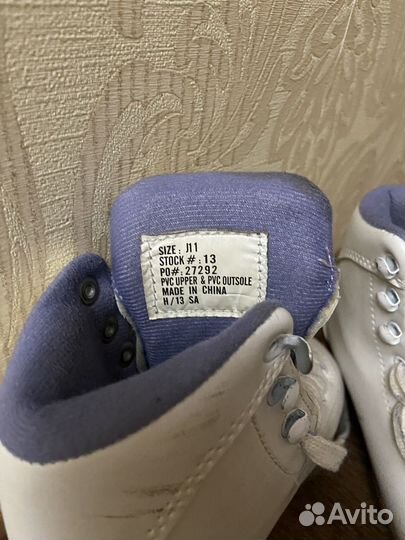 SIZE: J11
STOCK #: 13
PO#: 27292
PVC UPPER & PVC OUTSOLE
MADE IN CHINA
H/13 SA
Avito